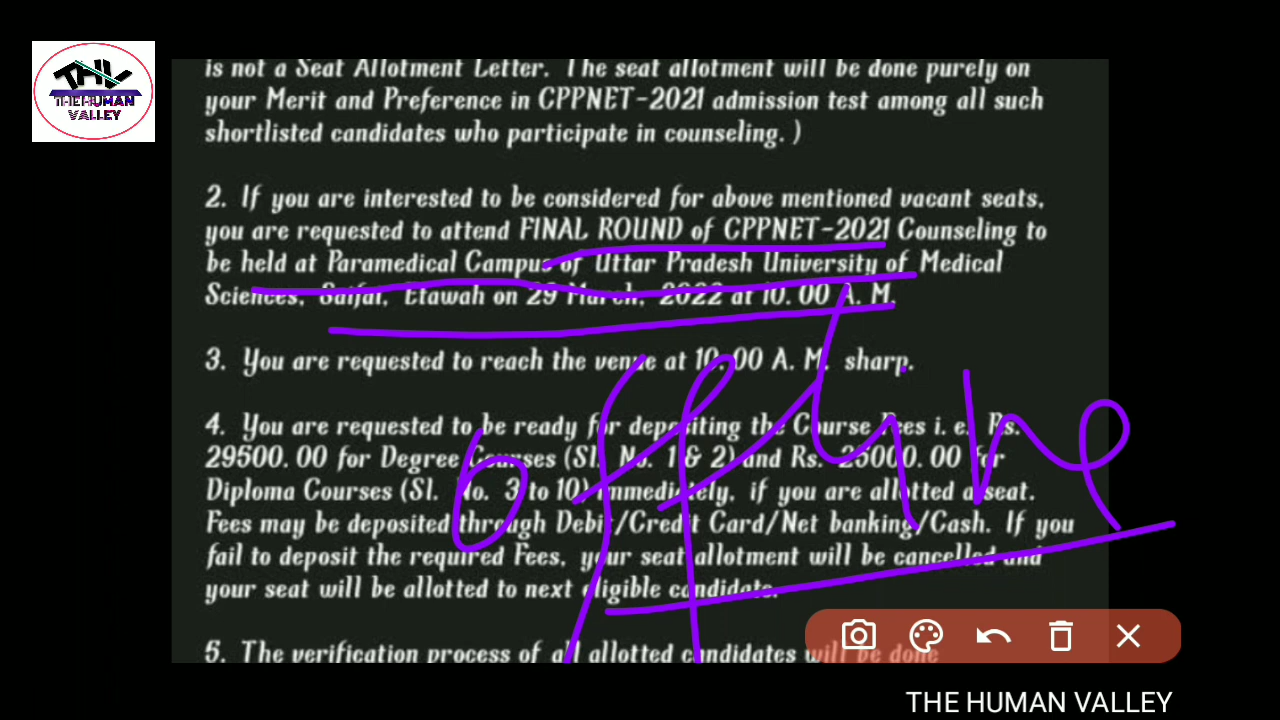 THV
THEHUMAN
VALLEY
is not a Seat Allotment Letter. The seat allotment will be done purely on
your Merit and Preference in CPPNET-2021 admission test among all such
shortlisted candidates who participate in counseling. )
2. If you are interested to be considered for above mentioned vacant seats,
you are requested to attend FINAL ROUND of CPPNET-2021 Counseling to
be held at Paramedical Campus of Uttar Pradesh University of Medical
Sciences, Saifai, Etawah on 29 March, 2022 at 10.00 A.M.
3. You are requested to reach the venue at 10.00 A.M. sharp.
4. You are requested to be ready for depositing the Course Fees i.e. Rs.
29500.00 for Degree Courses (Sl. No. 1 & 2) and Rs. 25000.00 for
Diploma Courses (Sl. No. 3 to 10) immediately, if you are allotted a seat.
Fees may be deposited through Debit/Credit Card/Net banking/Cash. If you
fail to deposit the required Fees, your seat allotment will be cancelled and
your seat will be allotted to next eligible candidate.
5. The verification process of all allotted candidates will be done
THE HUMAN VALLEY